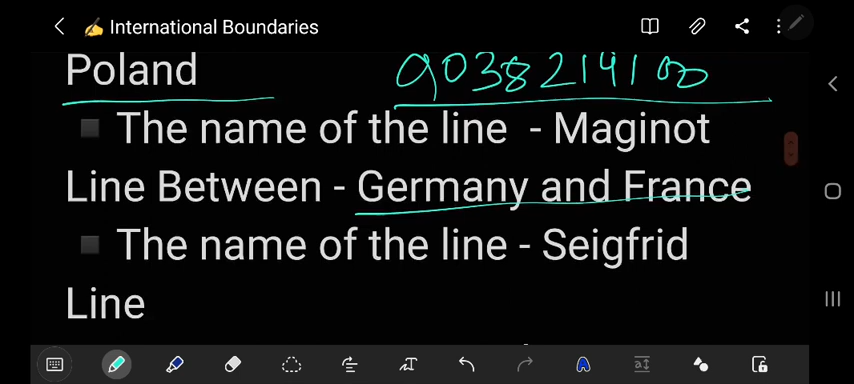 ✍ International Boundaries
Poland 9038214100
▪ The name of the line - Maginot
Line Between - Germany and France
▪ The name of the line - Seigfrid
Line